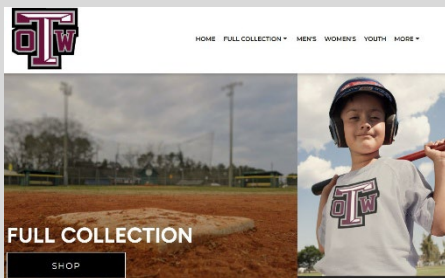 OTW
HOME FULL COLLECTION MEN'S WOMEN'S YOUTH MORE
FULL COLLECTION
SHOP
OTW